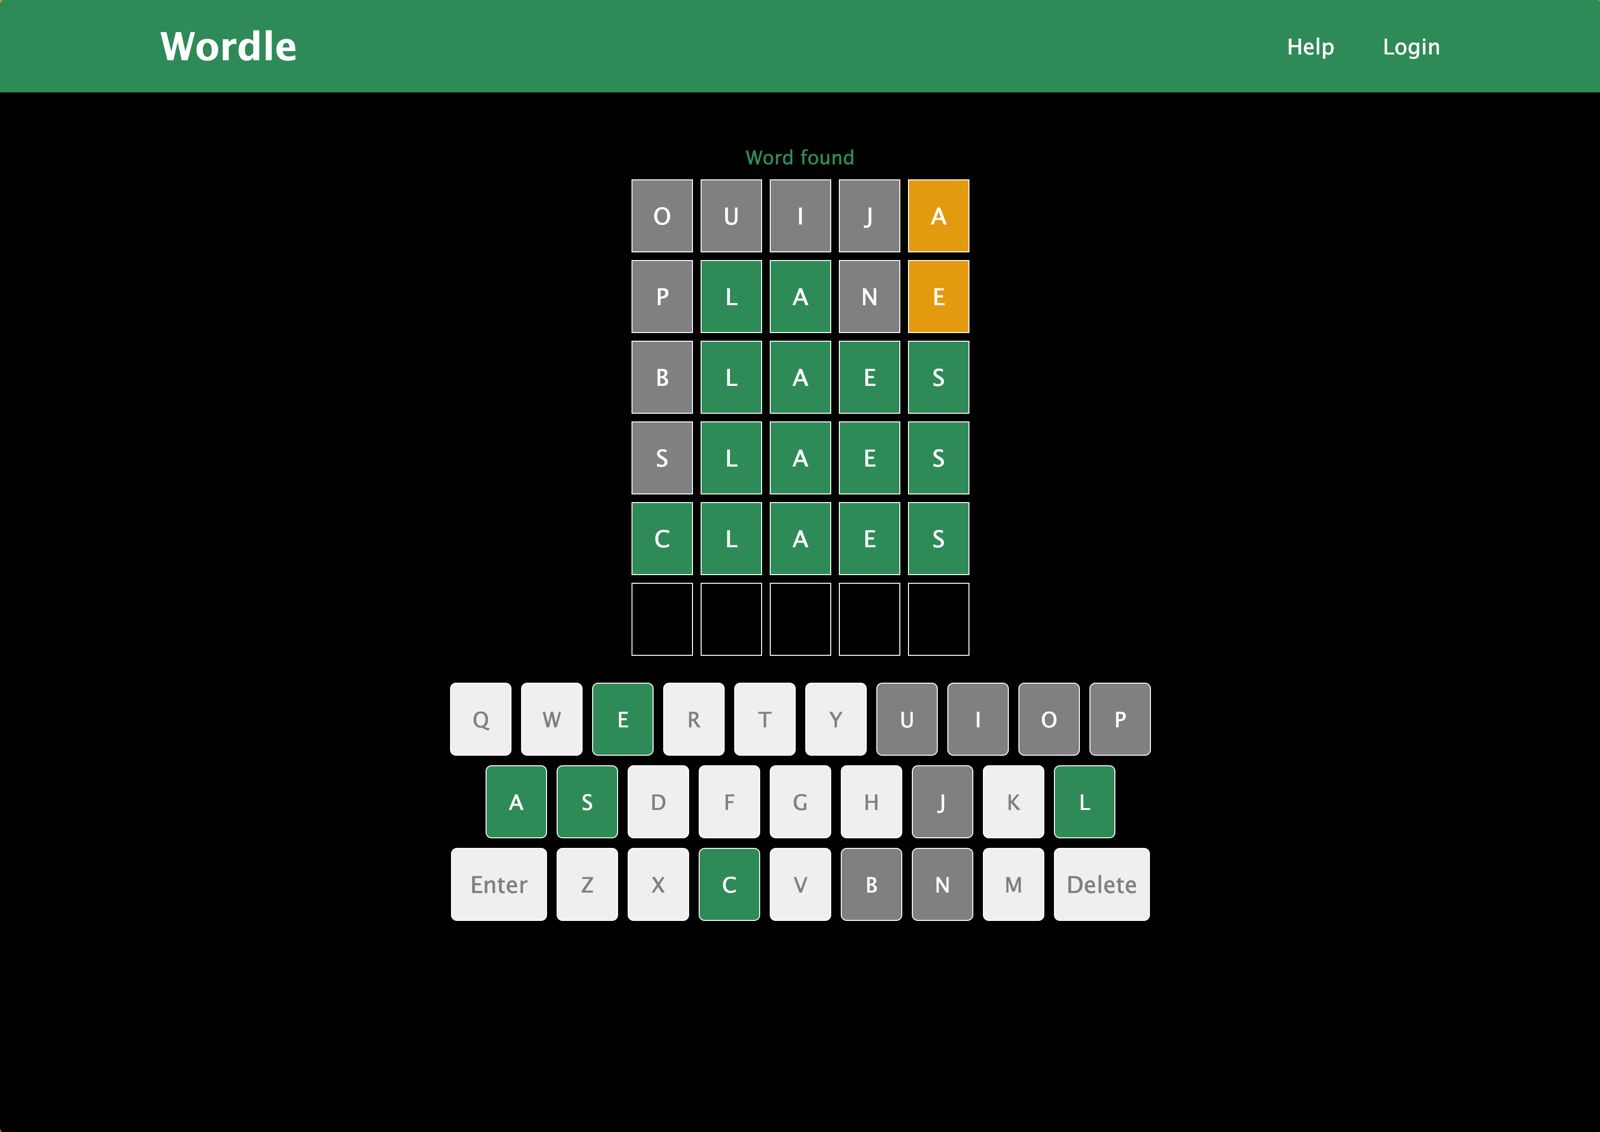 Wordle Help Login
Word found
O U I J A
P L A N E
B L A E S
S L A E S
C L A E S
Q W E R T Y U I O P
A S D F G H J K L
Enter Z X C V B N M Delete